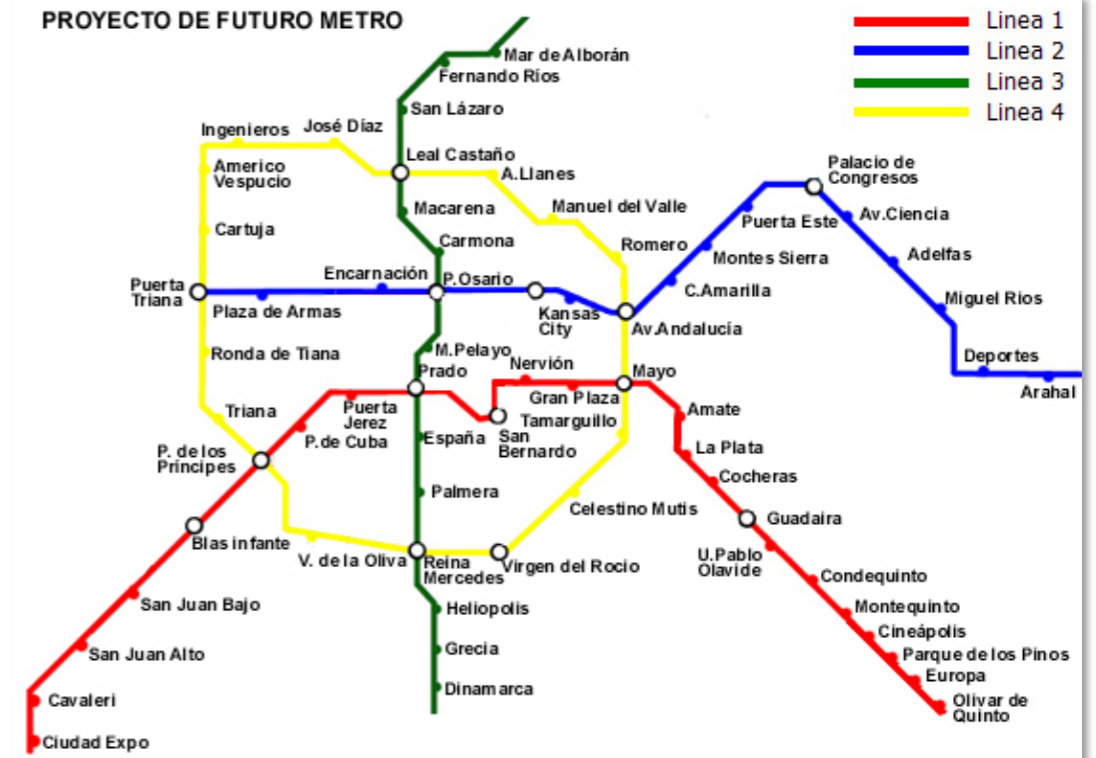 PROYECTO DE FUTURO METRO
Linea 1
Linea 2
Linea 3
Linea 4
Mar de Alborán
Fernando Ríos
San Lázaro
Ingenieros
José Díaz
Leal Castaño
Americo
Vespucio
A.Llanes
Palacio de
Congresos
Macarena
Manuel del Valle
Av.Ciencia
Puerta Este
Cartuja
Carmona
Romero
Montes Sierra
Adelfas
Encarnación
P.Osario
Puerta
Triana
C.Amarilla
Miguel Rios
Plaza de Armas
Kansas
City
Av.Andalucía
Ronda de Tiana
M.Pelayo
Deportes
Prado
Nervión
Mayo
Arahal
Gran Plaza
Puerta
Jerez
Triana
Tamarguillo
Amate
P.de Cuba
España
San
Bernardo
La Plata
P. de los
Príncipes
Cocheras
Palmera
Celestino Mutis
Guadaira
Blas infante
V. de la Oliva
Reina
Mercedes
Virgen del Rocio
U.Pablo
Olavide
Condequinto
San Juan Bajo
Heliopolis
Montequinto
Cineápolis
San Juan Alto
Grecia
Parque de los Pinos
Europa
Cavaleri
Dinamarca
Olivar de
Quinto
Ciudad Expo